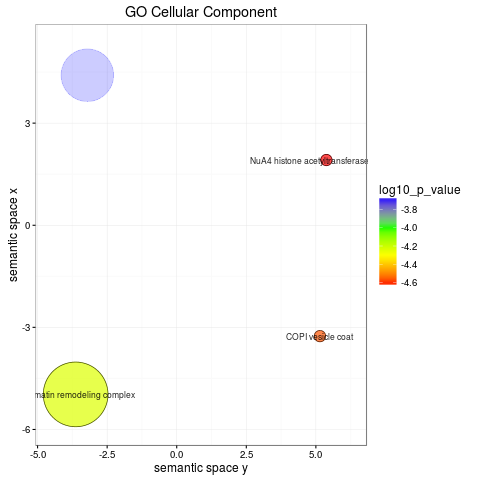 GO Cellular Component
3
0
-3
-6
semantic space x
NuA4 histone acetyltransferase
COPI vesicle coat
matin remodeling complex
-5.0
-2.5
0.0
2.5
5.0
semantic space y
log10_p_value
-3.8
-4.0
-4.2
-4.4
-4.6